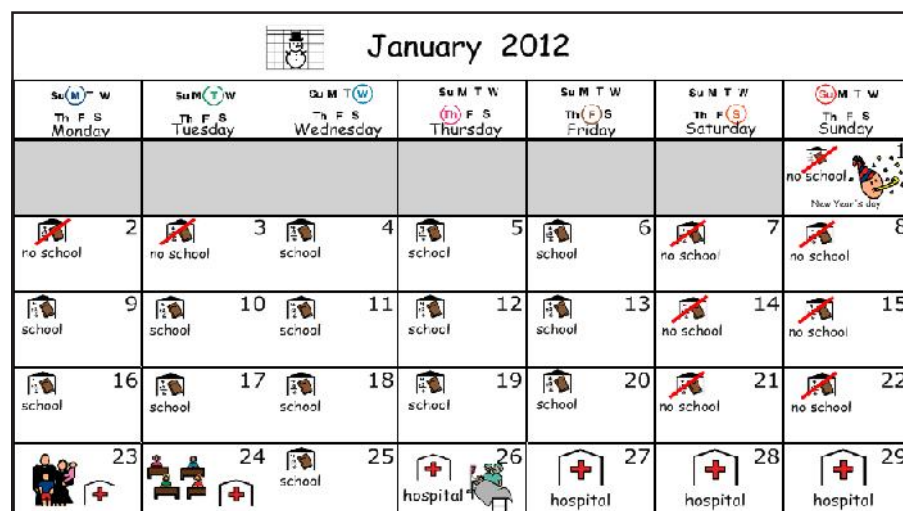 January 2012
Su M T W Su M T W Su M T W Su M T W Su M T W Su M T W Su M T W
Th F S Th F S Th F S Th F S Th F S Th F S Th F S
Monday Tuesday Wednesday Thursday Friday Saturday Sunday
1
no school
New Year's day
2 3 4 5 6 7 8
no school no school school school school no school no school
9 10 11 12 13 14 15
school school school school school no school no school
16 17 18 19 20 21 22
school school school school school no school no school
23 24 25 26 27 28 29
school hospital hospital hospital hospital